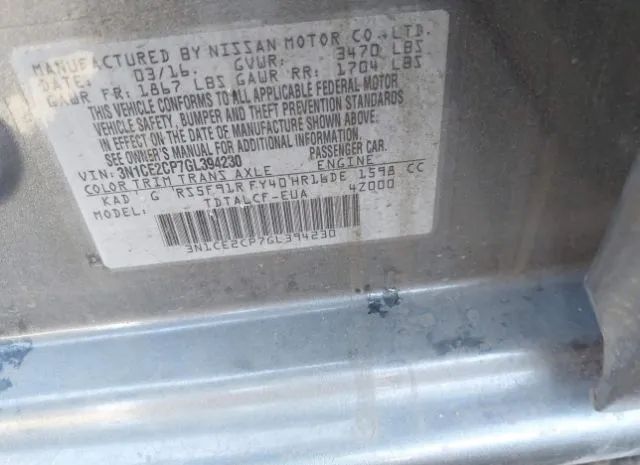 MANUFACTURED BY NISSAN MOTOR CO.,LTD.
DATE: 03/16 GVWR: 3470 LBS
GAWR FR: 1867 LBS GAWR RR: 1704 LBS
THIS VEHICLE CONFORMS TO ALL APPLICABLE FEDERAL MOTOR
VEHICLE SAFETY, BUMPER AND THEFT PREVENTION STANDARDS
IN EFFECT ON THE DATE OF MANUFACTURE SHOWN ABOVE.
SEE OWNER'S MANUAL FOR ADDITIONAL INFORMATION.
VIN: 3N1CE2CP7GL394230 PASSENGER CAR.
COLOR TRIM TRANS AXLE ENGINE
KAD G RS5F91R FY40 HR16DE 1598 CC
MODEL: TDTALCF-EUA 4Z000
3N1CE2CP7GL394230